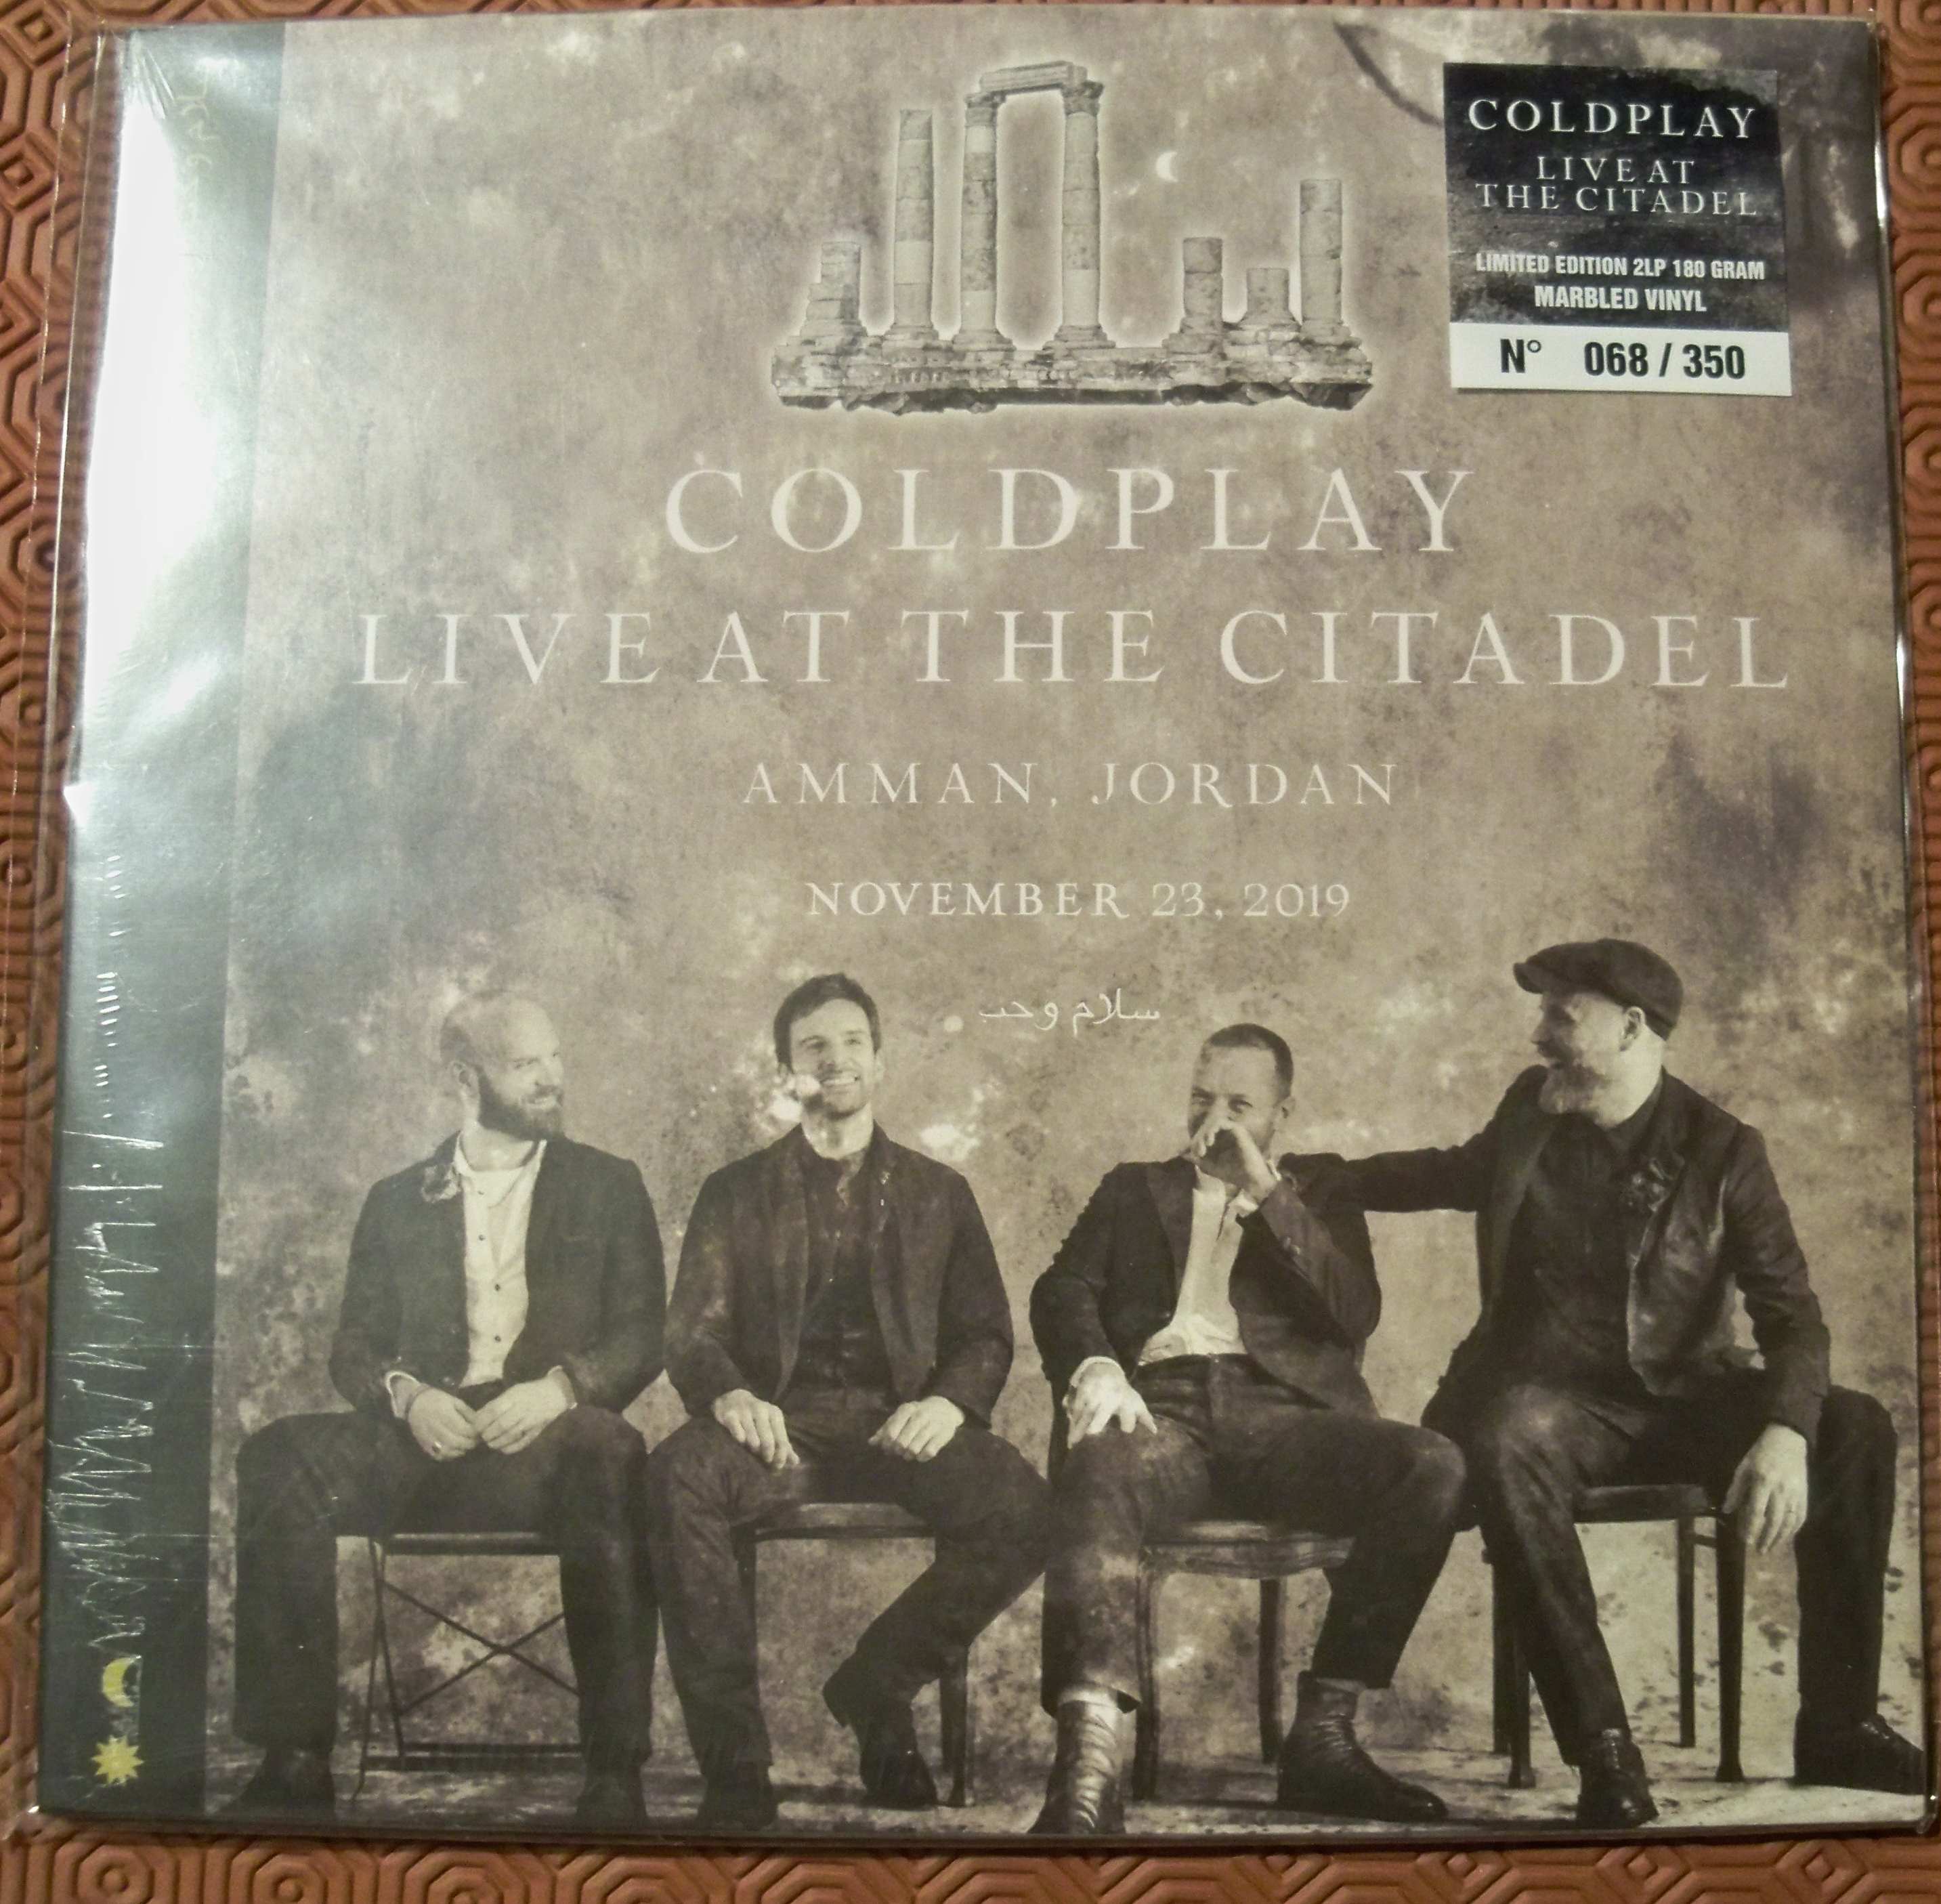 COLDPLAY
LIVE AT
THE CITADEL
LIMITED EDITION 2LP 180 GRAM
MARBLED VINYL
N° 068 / 350
COLDPLAY
LIVE AT THE CITADEL
AMMAN, JORDAN
NOVEMBER 23, 2019
سلام وحب